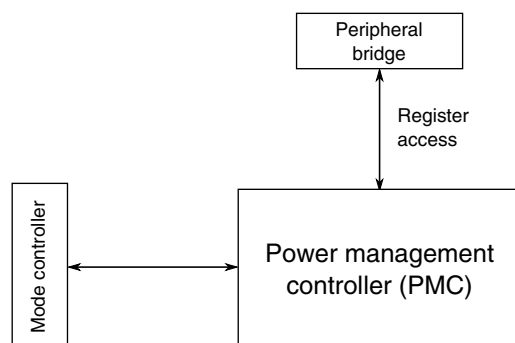 Peripheral
bridge
Register
access
Mode controller
Power management
controller (PMC)